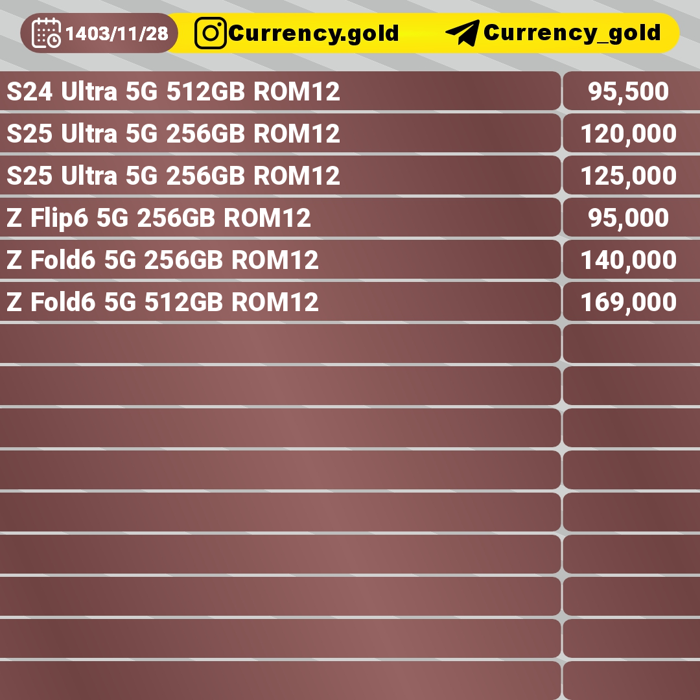 1403/11/28 Currency.gold Currency_gold
S24 Ultra 5G 512GB ROM12 95,500
S25 Ultra 5G 256GB ROM12 120,000
S25 Ultra 5G 256GB ROM12 125,000
Z Flip6 5G 256GB ROM12 95,000
Z Fold6 5G 256GB ROM12 140,000
Z Fold6 5G 512GB ROM12 169,000